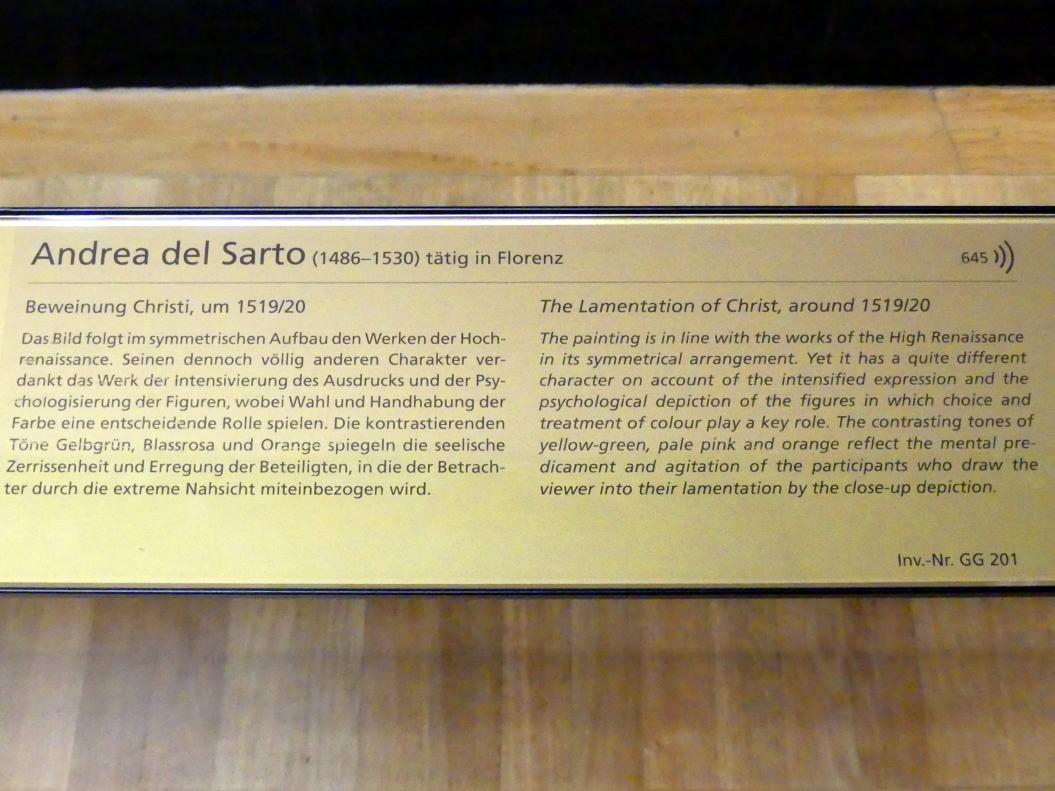 Andrea del Sarto (1486–1530) tätig in Florenz
645
Beweinung Christi, um 1519/20
Das Bild folgt im symmetrischen Aufbau den Werken der Hoch-
renaissance. Seinen dennoch völlig anderen Charakter ver-
dankt das Werk der Intensivierung des Ausdrucks und der Psy-
chologisierung der Figuren, wobei Wahl und Handhabung der
Farbe eine entscheidende Rolle spielen. Die kontrastierenden
Töne Gelbgrün, Blassrosa und Orange spiegeln die seelische
Zerrissenheit und Erregung der Beteiligten, in die der Betrach-
ter durch die extreme Nahsicht miteinbezogen wird.
The Lamentation of Christ, around 1519/20
The painting is in line with the works of the High Renaissance
in its symmetrical arrangement. Yet it has a quite different
character on account of the intensified expression and the
psychological depiction of the figures in which choice and
treatment of colour play a key role. The contrasting tones of
yellow-green, pale pink and orange reflect the mental pre-
dicament and agitation of the participants who draw the
viewer into their lamentation by the close-up depiction.
Inv.-Nr. GG 201